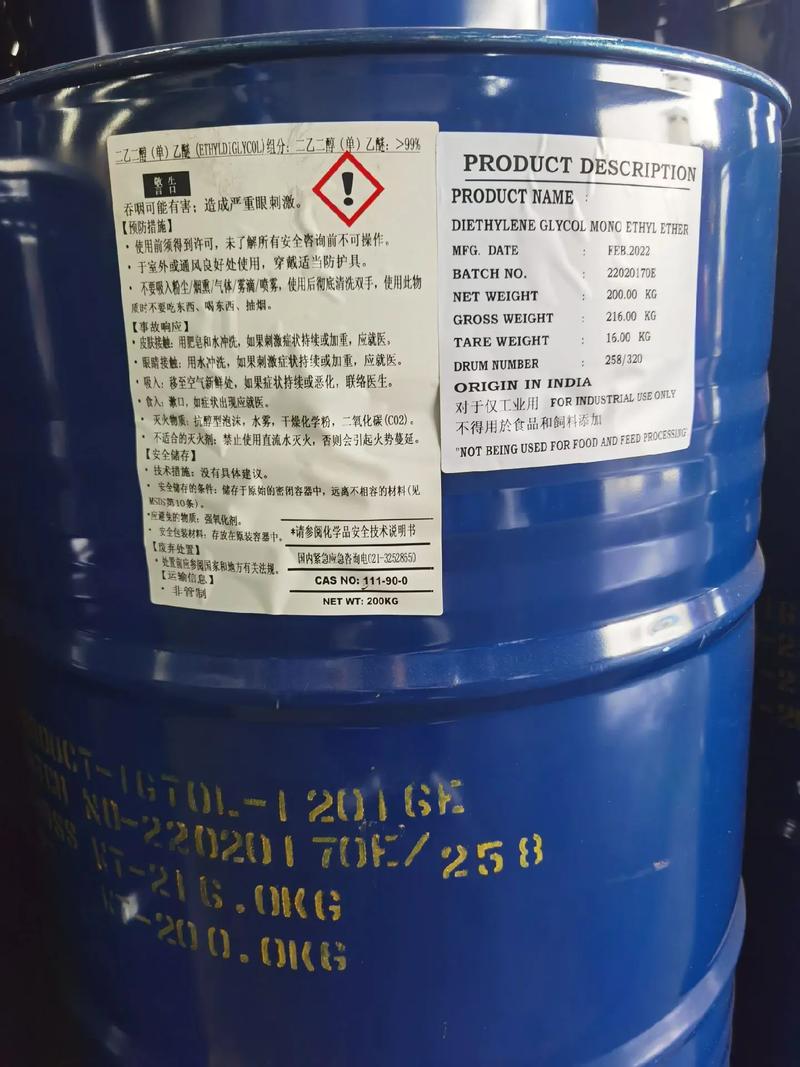 二乙二醇（单）乙醚（ETHYLDIGLYCOL)组分：二乙二醇（单）乙醚：>99%
警告
吞咽可能有害；造成严重眼刺激。
【预防措施】
• 使用前须得到许可，未了解所有安全咨询前不可操作。
• 于室外或通风良好处使用，穿戴适当防护具。
• 不要吸入粉尘/烟熏/气体/雾滴/喷雾，使用后彻底清洗双手，使用此物
质时不要吃东西、喝东西、抽烟。
【事故响应】
• 皮肤接触：用肥皂和水冲洗，如果刺激症状持续或加重，应就医。
• 眼睛接触：用水冲洗，如果刺激症状持续或加重，应就医。
• 吸入：移至空气新鲜处，如果症状持续或恶化，联络医生。
• 食入：漱口，如症状出现应就医。
• 灭火物质：抗醇型泡沫，水雾，干燥化学粉，二氧化碳(CO2)。
• 不适合的灭火剂：禁止使用直流水灭火，否则会引起火势蔓延。
【安全储存】
• 技术措施：没有具体建议。
• 安全储存的条件：储存于原始的密闭容器中，远离不相容的材料(见
MSDS第10条)。
•应避免的物质：强氧化剂。
• 安全包装材料：存放在原装容器中。
【废弃处置】
• 处置前应参阅国家和地方有关法规。
【运输信息】
• 非管制
*请参阅化学品安全技术说明书
国内紧急应急咨询电021-32528650
CAS NO: 111-90-0
NET WT: 200KG
PRODUCT DESCRIPTION
PRODUCT NAME :
DIETHYLENE GLYCOL MONO ETHYL ETHER
MFG. DATE : FEB.2022
BATCH NO. : 22020170E
NET WEIGHT : 200.00 KG
GROSS WEIGHT : 216.00 KG
TARE WEIGHT : 16.00 KG
DRUM NUMBER : 258/320
ORIGIN IN INDIA
对于仅工业用 FOR INDUSTRIAL USE ONLY
不得用於食品和飼料添加
"NOT BEING USED FOR FOOD AND FEED PROCESSING"
NO-22020170E/258
WT-216.0KG
WT-200.0KG